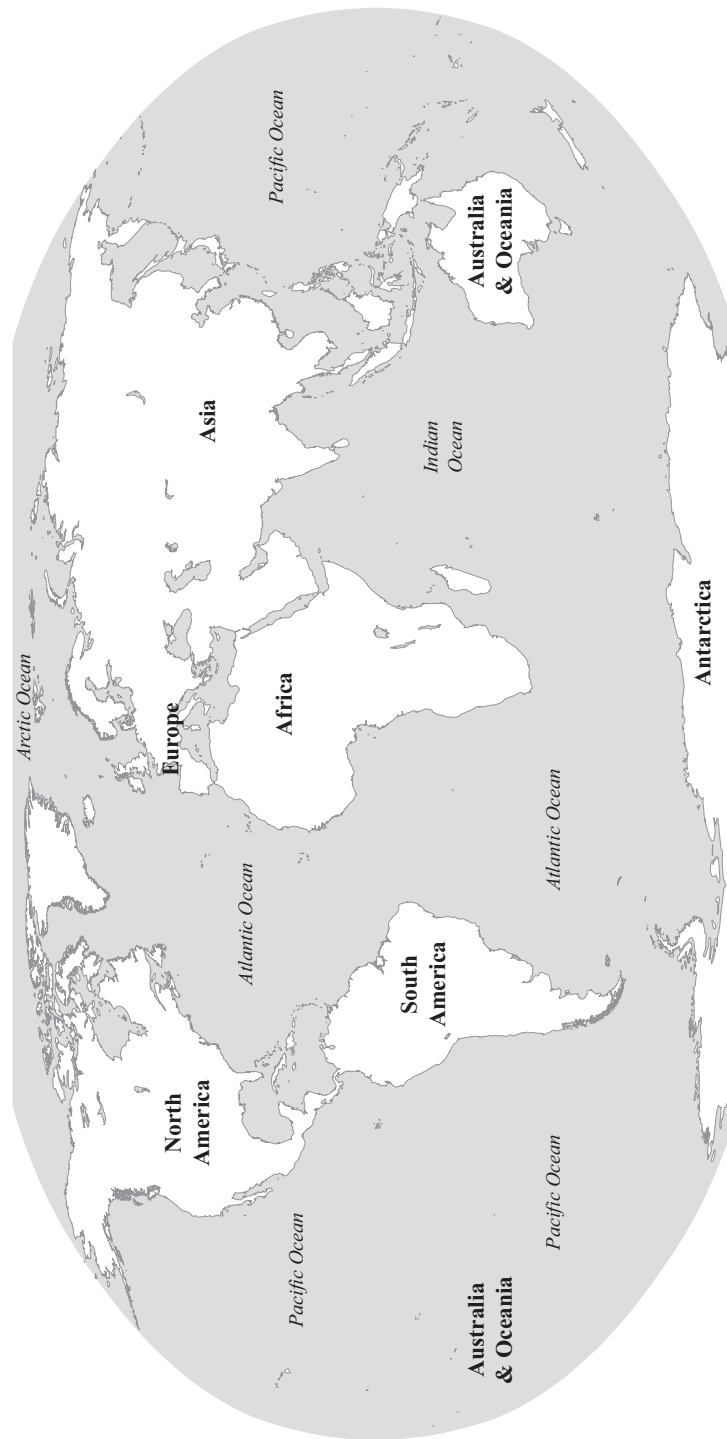 Arctic Ocean
Europe
Asia
North
America
Africa
Atlantic Ocean
Pacific Ocean
Pacific Ocean
South
America
Indian
Ocean
Australia
& Oceania
Australia
& Oceania
Pacific Ocean
Atlantic Ocean
Antarctica